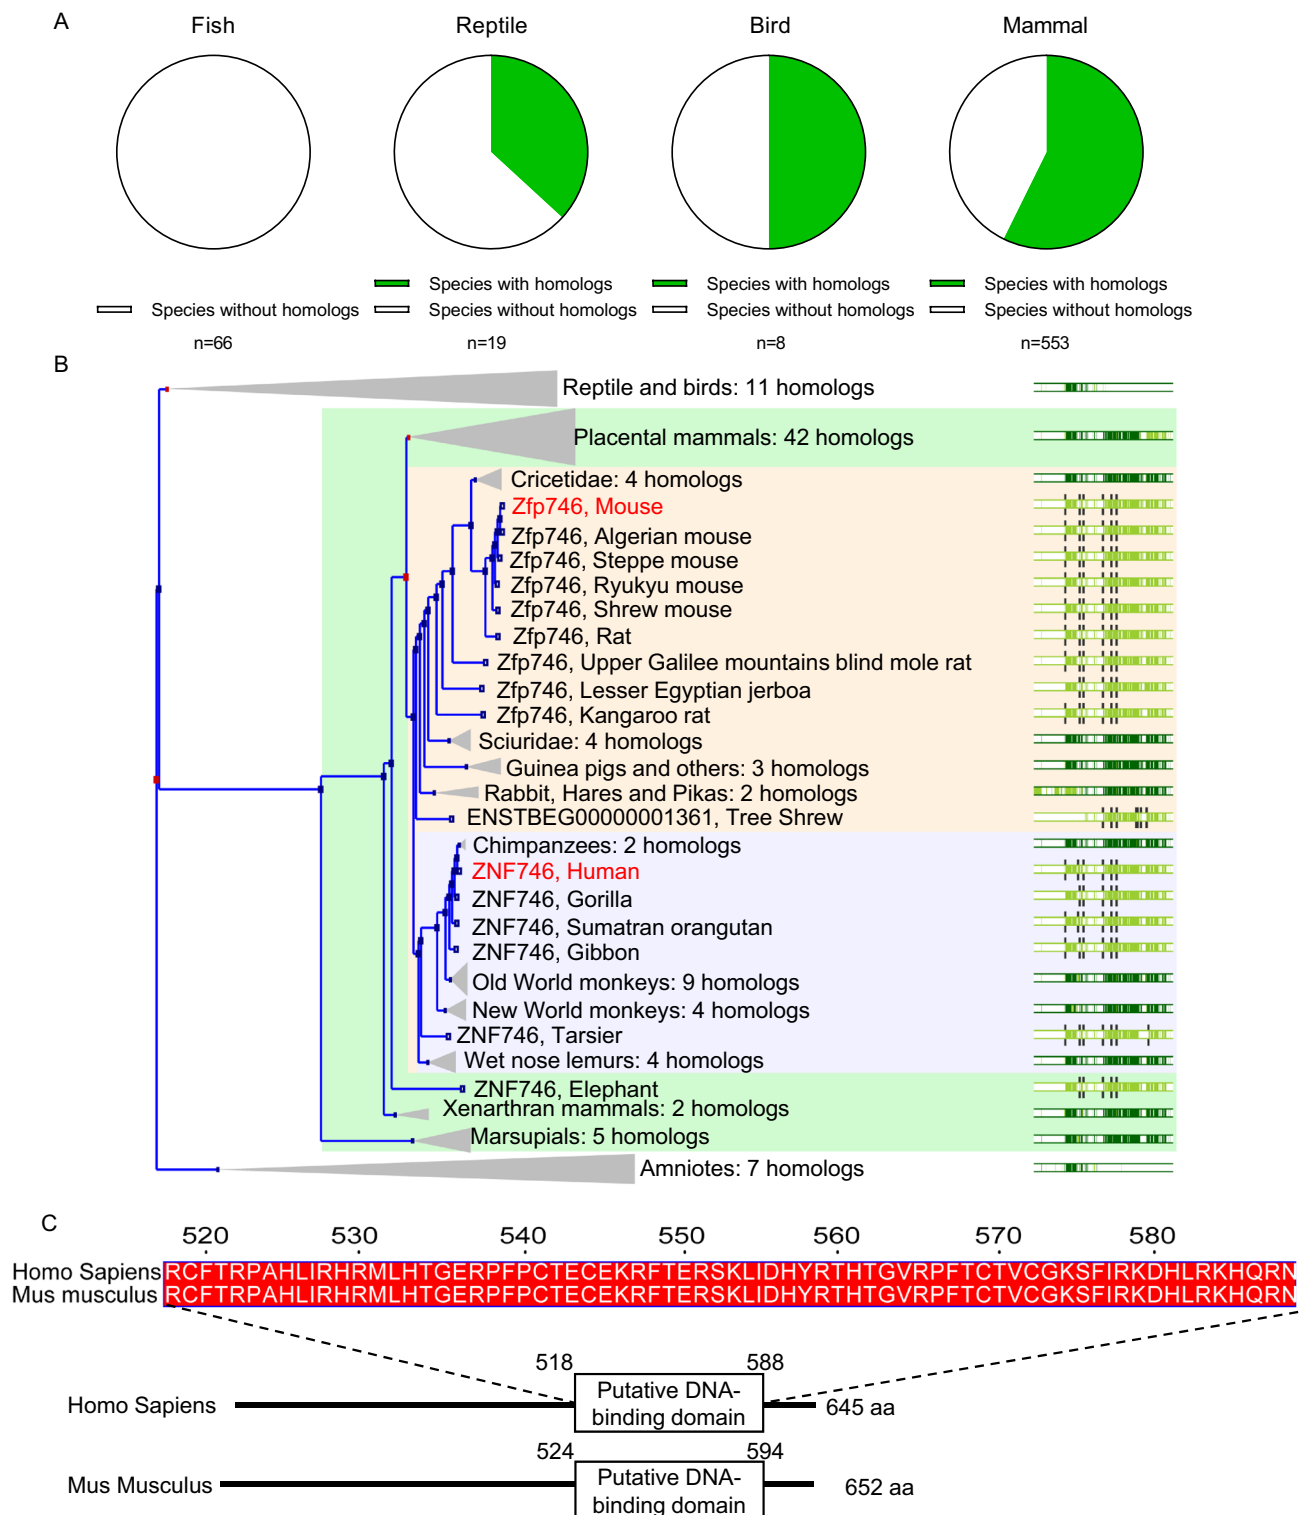 A
Fish
Reptile
Bird
Mammal
Species with homologs
Species with homologs
Species with homologs
Species without homologs
Species without homologs
Species without homologs
Species without homologs
n=66
n=19
n=8
n=553
B
Reptile and birds: 11 homologs
Placental mammals: 42 homologs
Cricetidae: 4 homologs
Zfp746, Mouse
Zfp746, Algerian mouse
Zfp746, Steppe mouse
Zfp746, Ryukyu mouse
Zfp746, Shrew mouse
Zfp746, Rat
Zfp746, Upper Galilee mountains blind mole rat
Zfp746, Lesser Egyptian jerboa
Zfp746, Kangaroo rat
Sciuridae: 4 homologs
Guinea pigs and others: 3 homologs
Rabbit, Hares and Pikas: 2 homologs
ENSTBEG00000001361, Tree Shrew
Chimpanzees: 2 homologs
ZNF746, Human
ZNF746, Gorilla
ZNF746, Sumatran orangutan
ZNF746, Gibbon
Old World monkeys: 9 homologs
New World monkeys: 4 homologs
ZNF746, Tarsier
Wet nose lemurs: 4 homologs
ZNF746, Elephant
Xenarthran mammals: 2 homologs
Marsupials: 5 homologs
Amniotes: 7 homologs
C
520 530 540 550 560 570 580
Homo Sapiens RCFTRPAHLIRHRMLHTGERPFPCTECEKRFTERSKLIDHYRTHTGVRPFTCTVCGKSFIRKDHLRKHQRN
Mus musculus RCFTRPAHLIRHRMLHTGERPFPCTECEKRFTERSKLIDHYRTHTGVRPFTCTVCGKSFIRKDHLRKHQRN
518 588
Homo Sapiens
Putative DNA-
binding domain
645 aa
524 594
Mus Musculus
Putative DNA-
binding domain
652 aa